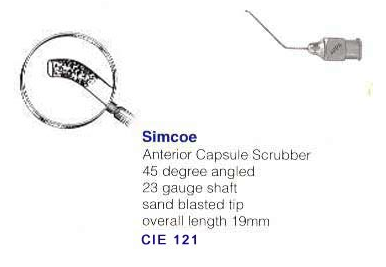 Simcoe
Anterior Capsule Scrubber
45 degree angled
23 gauge shaft
sand blasted tip
overall length 19mm
CIE 121